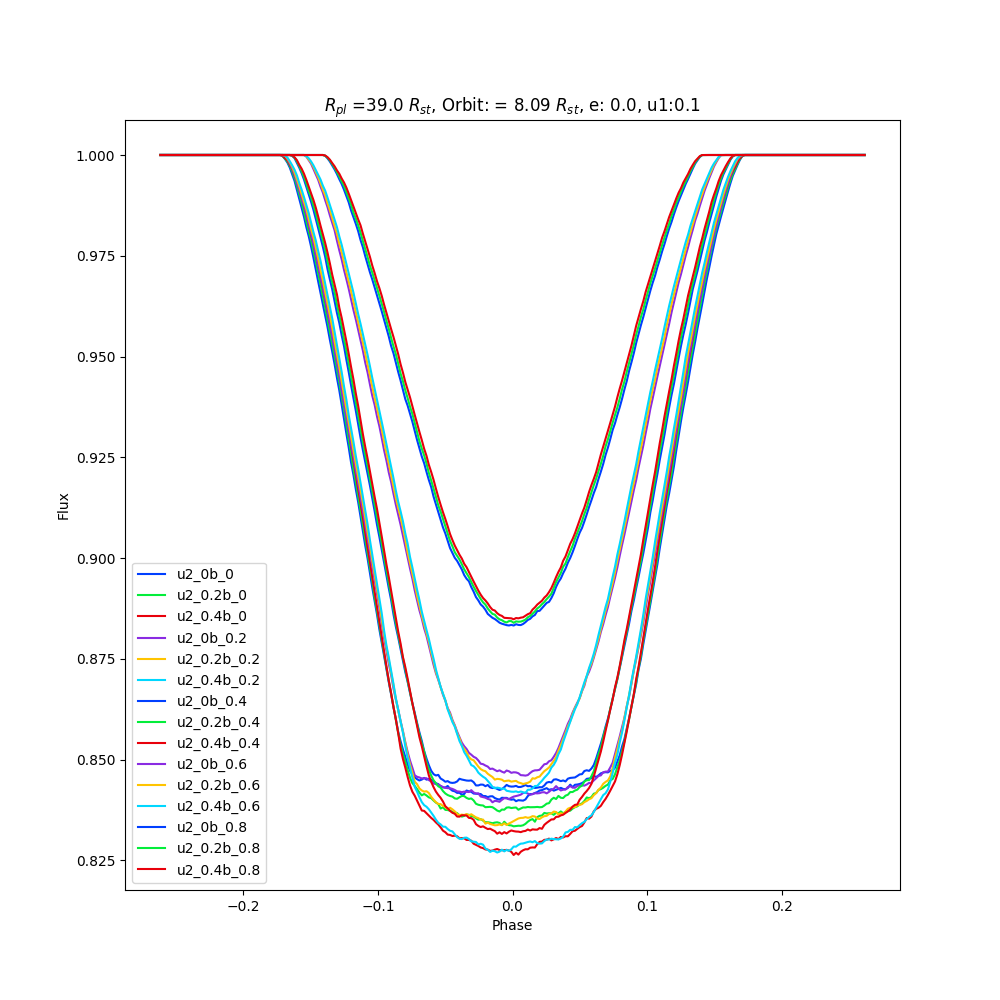 R_pl =39.0 R_st, Orbit: = 8.09 R_st, e: 0.0, u1:0.1
1.000
0.975
0.950
0.925
0.900
0.875
0.850
0.825
Flux
u2_0b_0
u2_0.2b_0
u2_0.4b_0
u2_0b_0.2
u2_0.2b_0.2
u2_0.4b_0.2
u2_0b_0.4
u2_0.2b_0.4
u2_0.4b_0.4
u2_0b_0.6
u2_0.2b_0.6
u2_0.4b_0.6
u2_0b_0.8
u2_0.2b_0.8
u2_0.4b_0.8
−0.2 −0.1 0.0 0.1 0.2
Phase